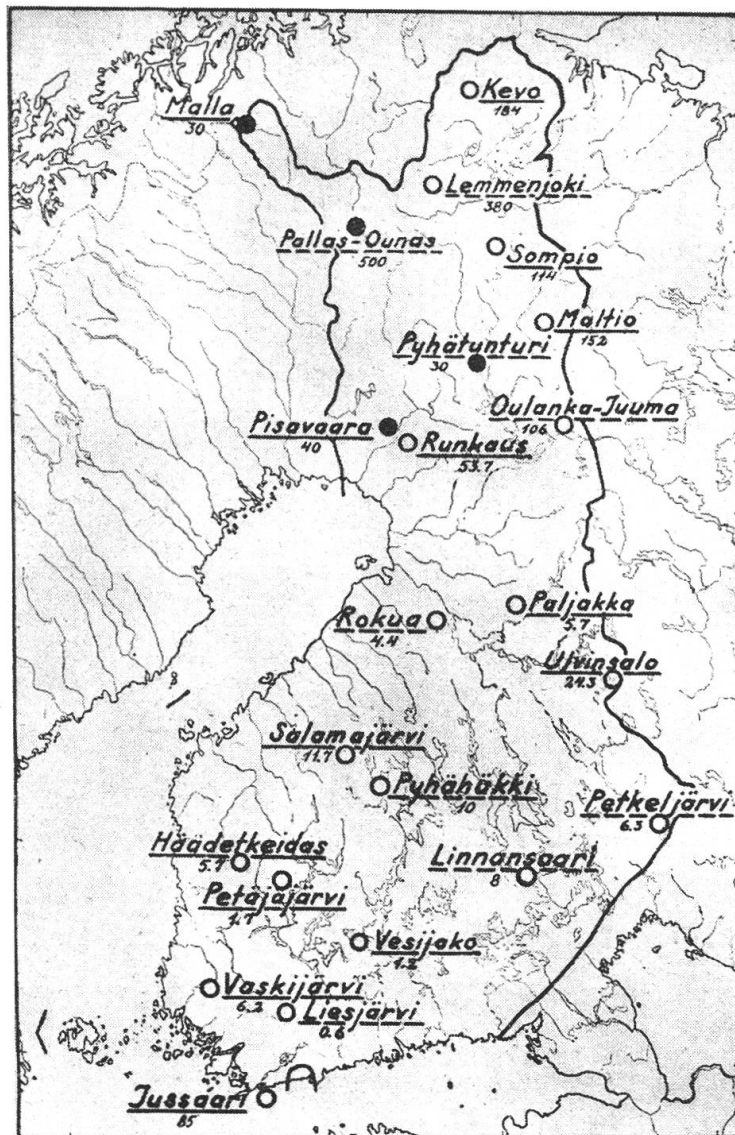 Kevo
184
Malla
30
Lemmenjoki
380
Pallas-Ounas
500
Sompio
114
Maltio
152
Pyhätunturi
30
Oulanka-Juuma
106
Pisavaara
40
Runkaus
53.7
Paljakka
5.7
Rokua
4.4
Ulvinsalo
24.3
Salamajärvi
11.7
Pyhähäkki
10
Petkeljärvi
6.3
Häädetkeidas
5.7
Linnansaari
8
Petäjäjärvi
1.7
Vesijako
1.2
Vaskijärvi
6.2
Liesjärvi
0.6
Jussaari
85